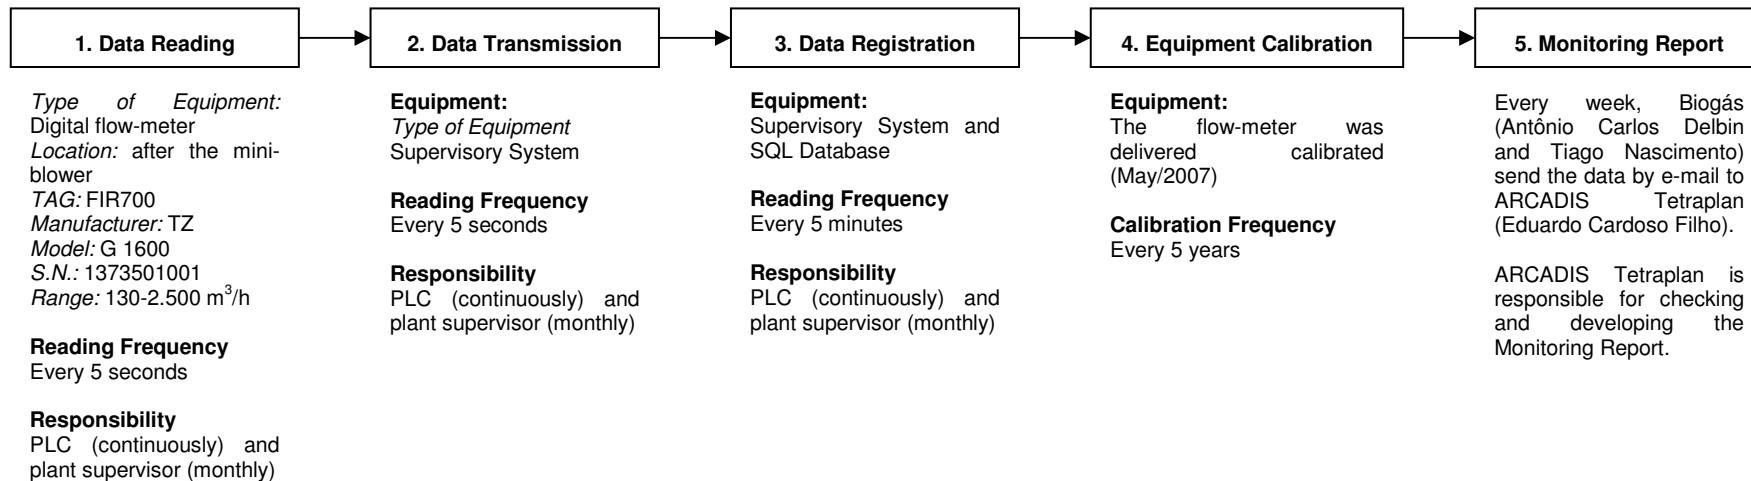 1. Data Reading
2. Data Transmission
3. Data Registration
4. Equipment Calibration
5. Monitoring Report
Type of Equipment:
Digital flow-meter
Location: after the mini-
blower
TAG: FIR700
Manufacturer: TZ
Model: G 1600
S.N.: 1373501001
Range: 130-2.500 m³/h
Reading Frequency
Every 5 seconds
Responsibility
PLC (continuously) and
plant supervisor (monthly)
Equipment:
Type of Equipment
Supervisory System
Reading Frequency
Every 5 seconds
Responsibility
PLC (continuously) and
plant supervisor (monthly)
Equipment:
Supervisory System and
SQL Database
Reading Frequency
Every 5 minutes
Responsibility
PLC (continuously) and
plant supervisor (monthly)
Equipment:
The flow-meter was
delivered calibrated
(May/2007)
Calibration Frequency
Every 5 years
Every week, Biogás
(Antônio Carlos Delbin
and Tiago Nascimento)
send the data by e-mail to
ARCADIS Tetraplan
(Eduardo Cardoso Filho).
ARCADIS Tetraplan is
responsible for checking
and developing the
Monitoring Report.